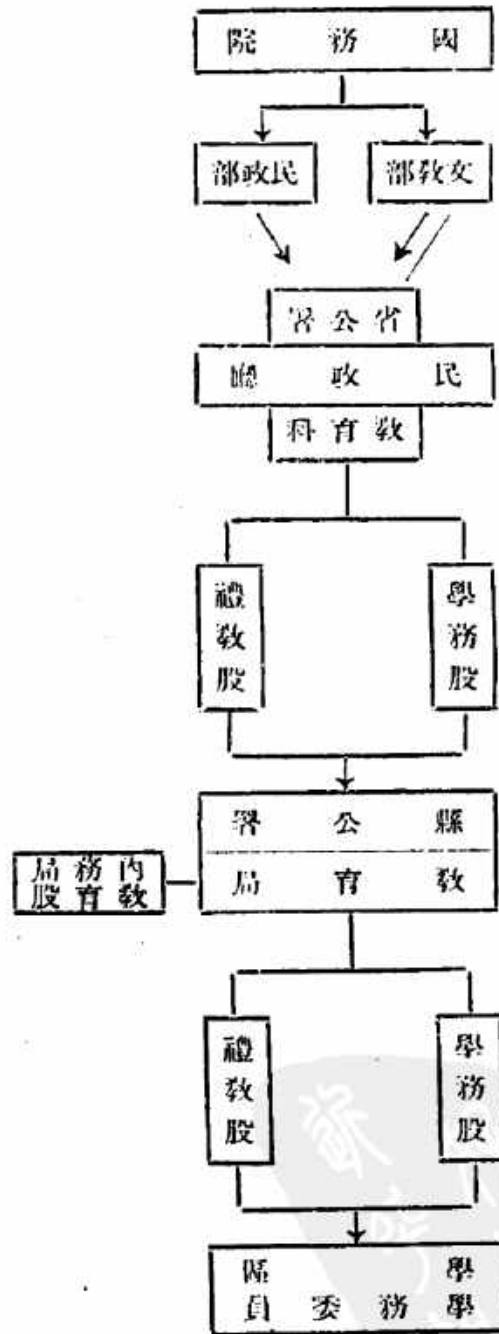 國務院
文教部
民政部
省公署
民政廳
教育科
學務股
禮教股
縣公署
教育局
內務局
教育股
學務股
禮教股
學區
學務委員